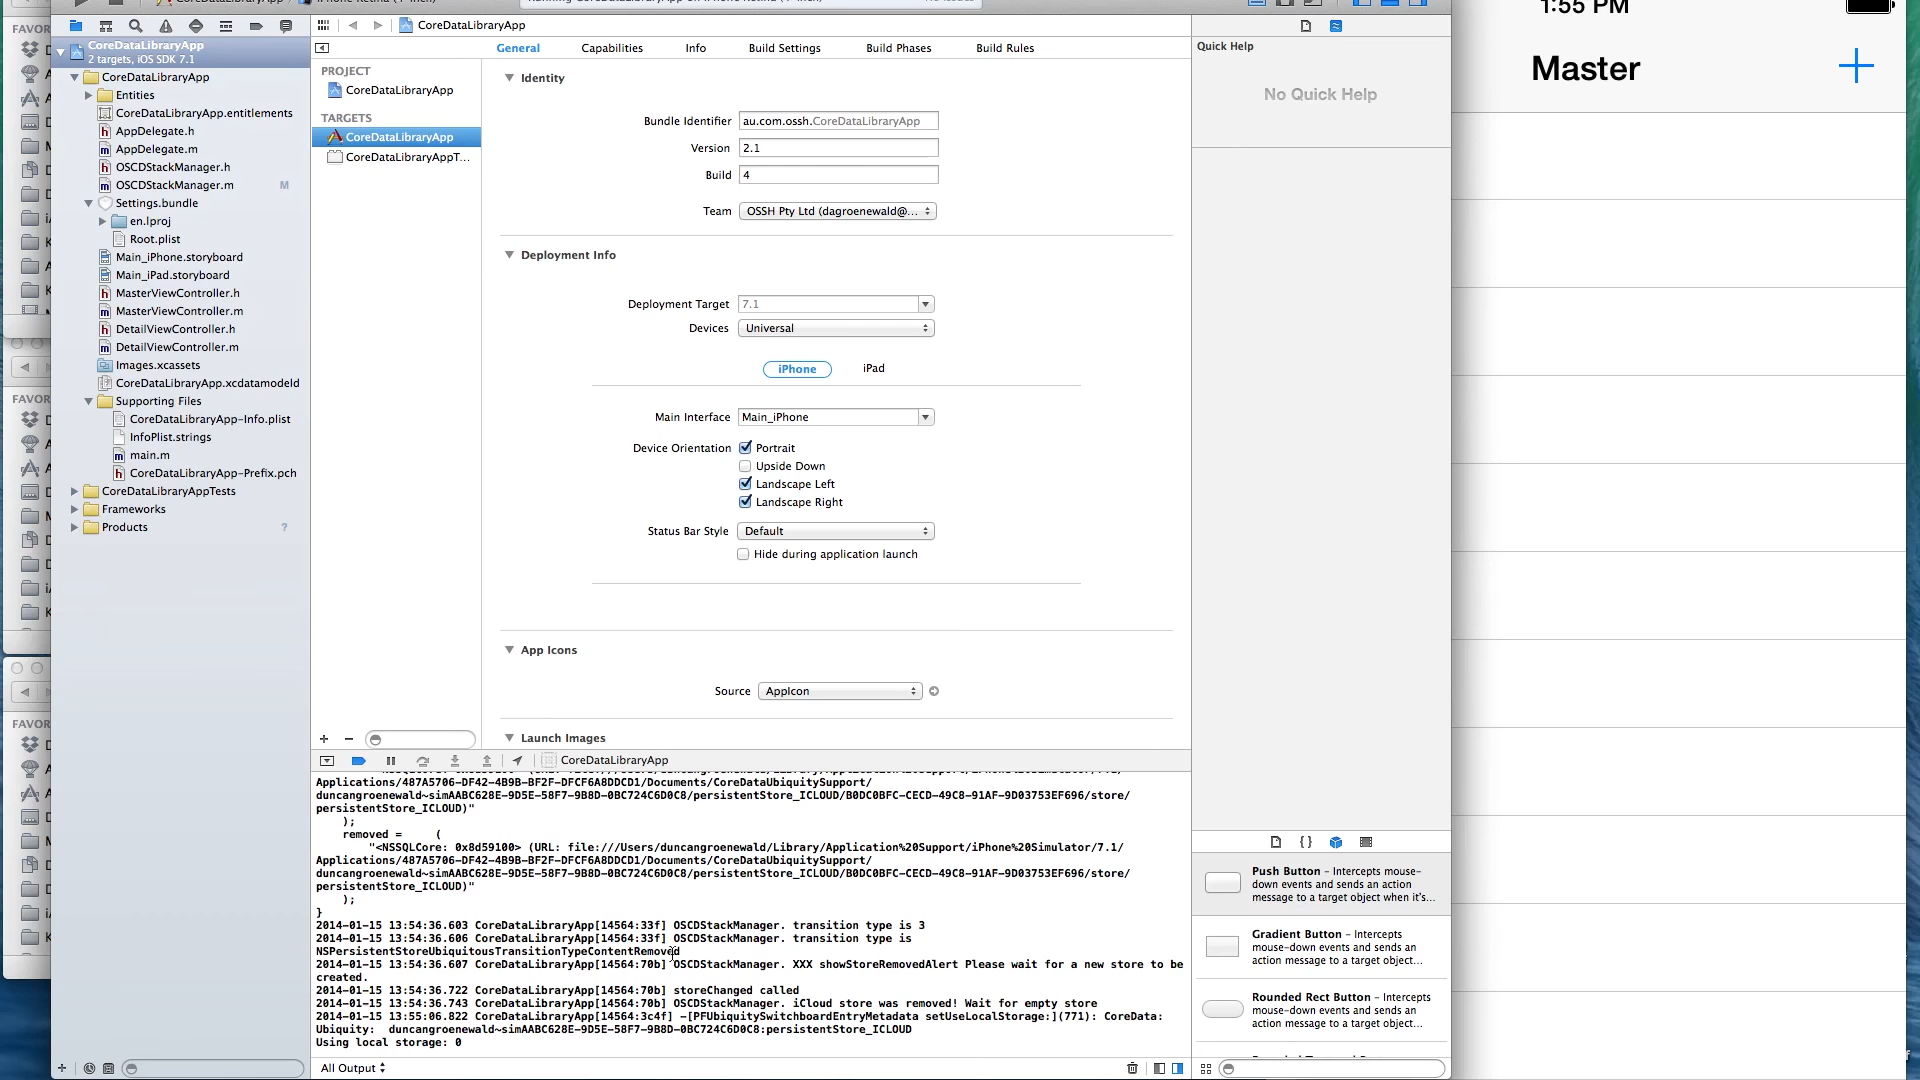 1:55 PM
FAVOR
CoreDataLibraryApp
2 targets, iOS SDK 7.1
CoreDataLibraryApp
Entities
CoreDataLibraryApp.entitlements
AppDelegate.h
AppDelegate.m
OSCDStackManager.h
OSCDStackManager.m M
Settings.bundle
en.lproj
Root.plist
Main_iPhone.storyboard
Main_iPad.storyboard
MasterViewController.h
MasterViewController.m
DetailViewController.h
DetailViewController.m
Images.xcassets
CoreDataLibraryApp.xcdatamodeld
Supporting Files
CoreDataLibraryApp-Info.plist
InfoPlist.strings
main.m
CoreDataLibraryApp-Prefix.pch
CoreDataLibraryAppTests
Frameworks
Products ?
FAVOR
FAVOR
CoreDataLibraryApp
General Capabilities Info Build Settings Build Phases Build Rules
PROJECT
CoreDataLibraryApp
TARGETS
CoreDataLibraryApp
CoreDataLibraryAppT...
Identity
Bundle Identifier au.com.ossh.CoreDataLibraryApp
Version 2.1
Build 4
Team OSSH Pty Ltd (dagroenewald@...
Deployment Info
Deployment Target 7.1
Devices Universal
iPhone iPad
Main Interface Main_iPhone
Device Orientation Portrait
Upside Down
Landscape Left
Landscape Right
Status Bar Style Default
Hide during application launch
App Icons
Source AppIcon
Launch Images
CoreDataLibraryApp
Applications/487A5706-DF42-4B9B-BF2F-DFCF6A8DDCD1/Documents/CoreDataUbiquitySupport/
duncangroenewald~simAABC628E-9D5E-58F7-9B8D-0BC724C6D0C8/persistentStore_ICLOUD/B0DC0BFC-CECD-49C8-91AF-9D03753EF696/store/
persistentStore_ICLOUD)"
);
removed = (
"<NSSQLCore: 0x8d59100> (URL: file:///Users/duncangroenewald/Library/Application%20Support/iPhone%20Simulator/7.1/
Applications/487A5706-DF42-4B9B-BF2F-DFCF6A8DDCD1/Documents/CoreDataUbiquitySupport/
duncangroenewald~simAABC628E-9D5E-58F7-9B8D-0BC724C6D0C8/persistentStore_ICLOUD/B0DC0BFC-CECD-49C8-91AF-9D03753EF696/store/
persistentStore_ICLOUD)"
);
}
2014-01-15 13:54:36.603 CoreDataLibraryApp[14564:33f] OSCDStackManager. transition type is 3
2014-01-15 13:54:36.606 CoreDataLibraryApp[14564:33f] OSCDStackManager. transition type is
NSPersistentStoreUbiquitousTransitionTypeContentRemoved
2014-01-15 13:54:36.607 CoreDataLibraryApp[14564:70b] OSCDStackManager. XXX showStoreRemovedAlert Please wait for a new store to be
created.
2014-01-15 13:54:36.722 CoreDataLibraryApp[14564:70b] storeChanged called
2014-01-15 13:54:36.743 CoreDataLibraryApp[14564:70b] OSCDStackManager. iCloud store was removed! Wait for empty store
2014-01-15 13:55:06.822 CoreDataLibraryApp[14564:3c4f] -[PFUbiquitySwitchboardEntryMetadata setUseLocalStorage:](771): CoreData:
Ubiquity: duncangroenewald~simAABC628E-9D5E-58F7-9B8D-0BC724C6D0C8:persistentStore_ICLOUD
Using local storage: 0
All Output
Quick Help
No Quick Help
Push Button - Intercepts mouse-
down events and sends an action
message to a target object when it's...
Gradient Button - Intercepts
mouse-down events and sends an
action message to a target object...
Rounded Rect Button - Intercepts
mouse-down events and sends an
action message to a target object...
Master